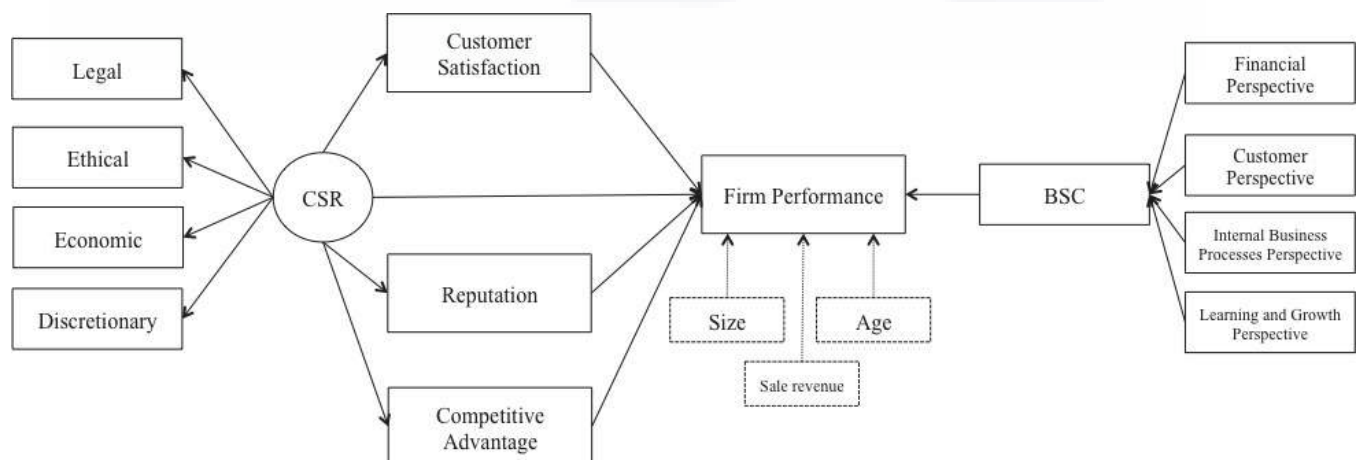 Legal
Ethical
Economic
Discretionary
CSR
Customer
Satisfaction
Reputation
Competitive
Advantage
Firm Performance
Size
Sale revenue
Age
BSC
Financial
Perspective
Customer
Perspective
Internal Business
Processes Perspective
Learning and Growth
Perspective